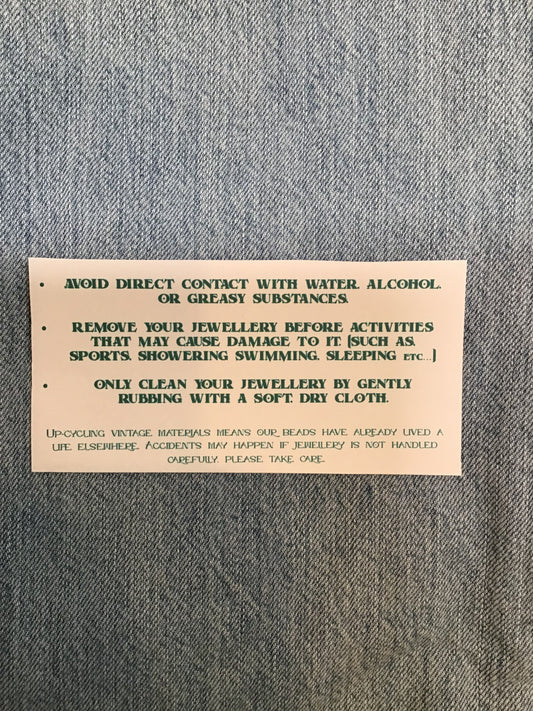 • AVOID DIRECT CONTACT WITH WATER, ALCOHOL,
OR GREASY SUBSTANCES.
• REMOVE YOUR JEWELLERY BEFORE ACTIVITIES
THAT MAY CAUSE DAMAGE TO IT (SUCH AS,
SPORTS, SHOWERING SWIMMING, SLEEPING ETC...)
• ONLY CLEAN YOUR JEWELLERY BY GENTLY
RUBBING WITH A SOFT, DRY CLOTH.
UP-CYCLING VINTAGE MATERIALS MEANS OUR BEADS HAVE ALREADY LIVED A
LIFE ELSEWHERE. ACCIDENTS MAY HAPPEN IF JEWELLERY IS NOT HANDLED
CAREFULLY, PLEASE TAKE CARE.